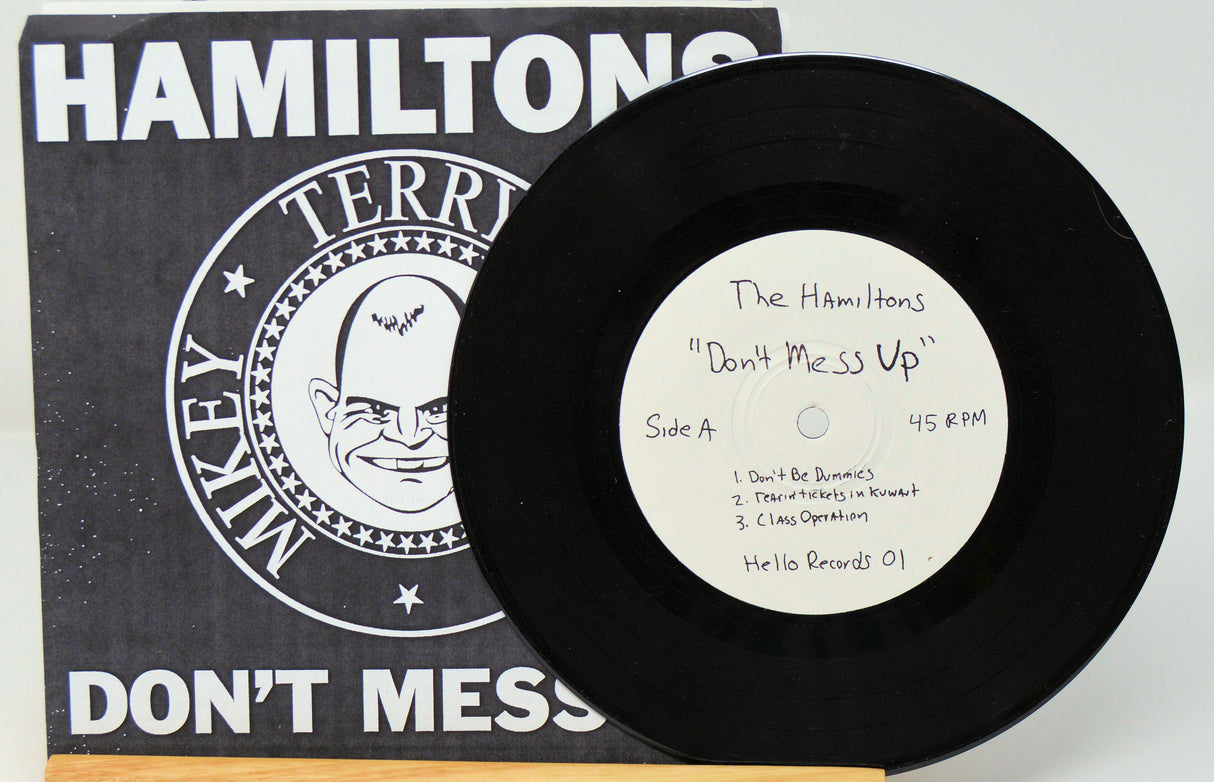 HAMILTONS
TERRY
MIKEY
DON'T MESS
The Hamiltons
"Don't Mess Up"
Side A
45 RPM
1. Don't Be Dummies
2. Tearin' tickets in Kuwait
3. Class Operation
Hello Records 01